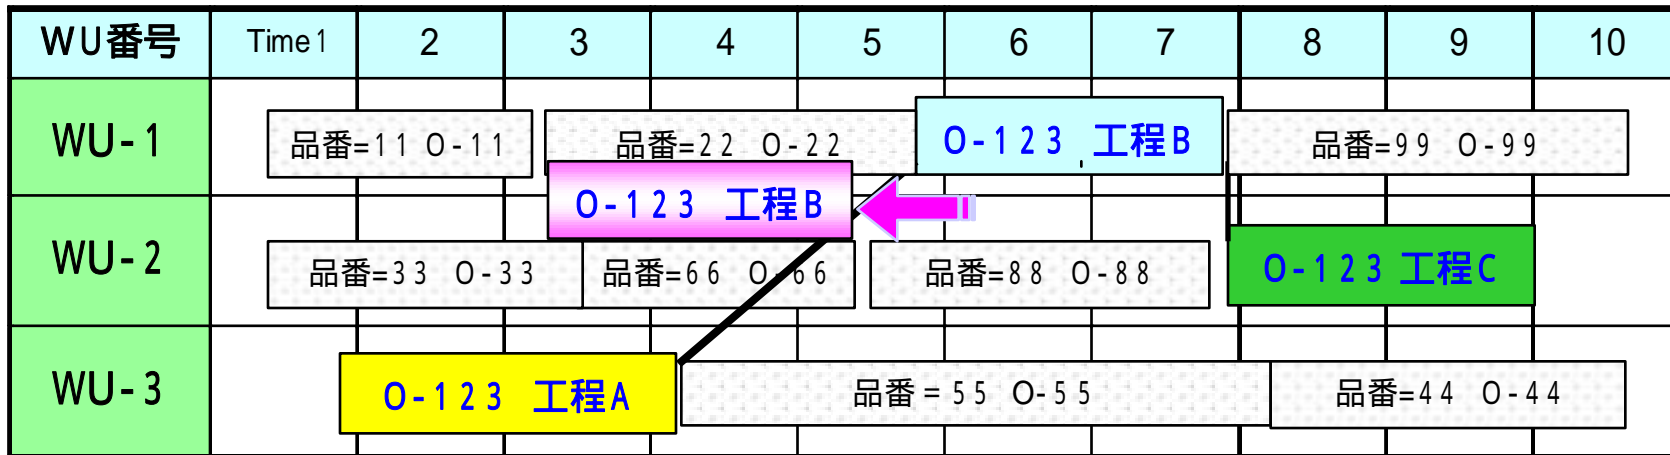 WU番号 Time1 2 3 4 5 6 7 8 9 10
WU-1 品番=11 O-11 品番=22 O-22 O-123 工程B 品番=99 O-99
O-123 工程B
WU-2 品番=33 O-33 品番=66 O-66 品番=88 O-88 O-123 工程C
WU-3 O-123 工程A 品番=55 O-55 品番=44 O-44